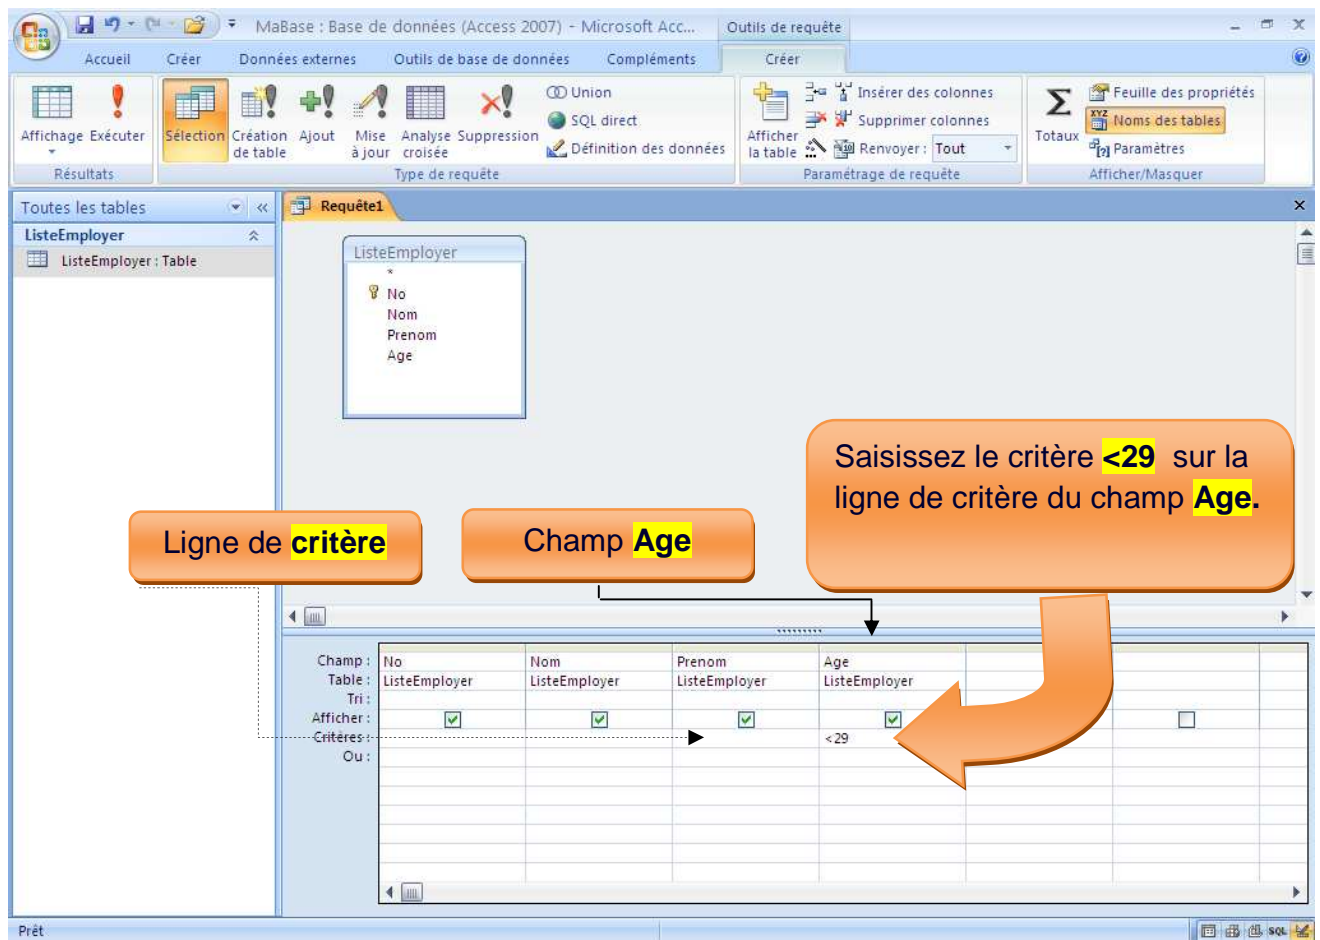 MaBase : Base de données (Access 2007) - Microsoft Acc...
Outils de requête
Accueil
Créer
Données externes
Outils de base de données
Compléments
Créer
Affichage
Exécuter
Résultats
Sélection
Création de table
Ajout
Mise à jour
Analyse croisée
Suppression
Union
SQL direct
Définition des données
Type de requête
Afficher la table
Insérer des colonnes
Supprimer colonnes
Renvoyer : Tout
Paramétrage de requête
Totaux
Feuille des propriétés
XYZ Noms des tables
Paramètres
Afficher/Masquer
Toutes les tables
ListeEmployer
ListeEmployer : Table
Requête1
ListeEmployer
*
No
Nom
Prenom
Age
Saisissez le critère <29 sur la
ligne de critère du champ Age.
Ligne de critère
Champ Age
Champ : No Nom Prenom Age
Table : ListeEmployer ListeEmployer ListeEmployer ListeEmployer
Tri :
Afficher :
Critères : <29
Ou :
Prêt
SQL